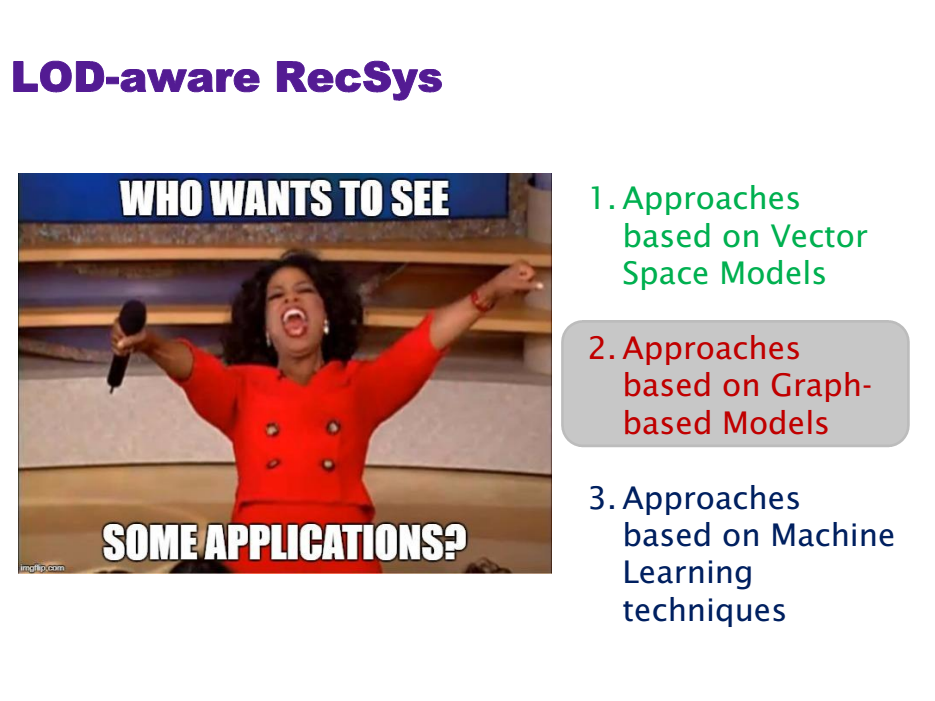 LOD-aware RecSys
WHO WANTS TO SEE
SOME APPLICATIONS?
imgflip.com
1. Approaches
based on Vector
Space Models
2. Approaches
based on Graph-
based Models
3. Approaches
based on Machine
Learning
techniques